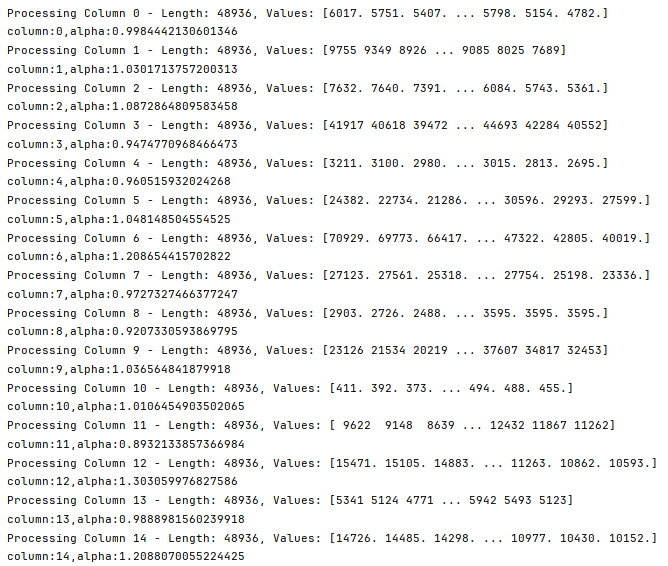 Processing Column 0 - Length: 48936, Values: [6017. 5751. 5407. ... 5798. 5154. 4782.]
column:0,alpha:0.9984442130601346
Processing Column 1 - Length: 48936, Values: [9755 9349 8926 ... 9085 8025 7689]
column:1,alpha:1.0301713757200313
Processing Column 2 - Length: 48936, Values: [7632. 7640. 7391. ... 6084. 5743. 5361.]
column:2,alpha:1.0872864809583458
Processing Column 3 - Length: 48936, Values: [41917 40618 39472 ... 44693 42284 40552]
column:3,alpha:0.9474770968466473
Processing Column 4 - Length: 48936, Values: [3211. 3100. 2980. ... 3015. 2813. 2695.]
column:4,alpha:0.960515932024268
Processing Column 5 - Length: 48936, Values: [24382. 22734. 21286. ... 30596. 29293. 27599.]
column:5,alpha:1.048148504554525
Processing Column 6 - Length: 48936, Values: [70929. 69773. 66417. ... 47322. 42805. 40019.]
column:6,alpha:1.208654415702822
Processing Column 7 - Length: 48936, Values: [27123. 27561. 25318. ... 27754. 25198. 23336.]
column:7,alpha:0.9727327466377247
Processing Column 8 - Length: 48936, Values: [2903. 2726. 2488. ... 3595. 3595. 3595.]
column:8,alpha:0.9207330593869795
Processing Column 9 - Length: 48936, Values: [23126 21534 20219 ... 37607 34817 32453]
column:9,alpha:1.036564841879918
Processing Column 10 - Length: 48936, Values: [411. 392. 373. ... 494. 488. 455.]
column:10,alpha:1.0106454903502065
Processing Column 11 - Length: 48936, Values: [ 9622  9148  8639 ... 12432 11867 11262]
column:11,alpha:0.8932133857366984
Processing Column 12 - Length: 48936, Values: [15471. 15105. 14883. ... 11263. 10862. 10593.]
column:12,alpha:1.303059976827586
Processing Column 13 - Length: 48936, Values: [5341 5124 4771 ... 5942 5493 5123]
column:13,alpha:0.9888981560239918
Processing Column 14 - Length: 48936, Values: [14726. 14485. 14298. ... 10977. 10430. 10152.]
column:14,alpha:1.2088070055224425